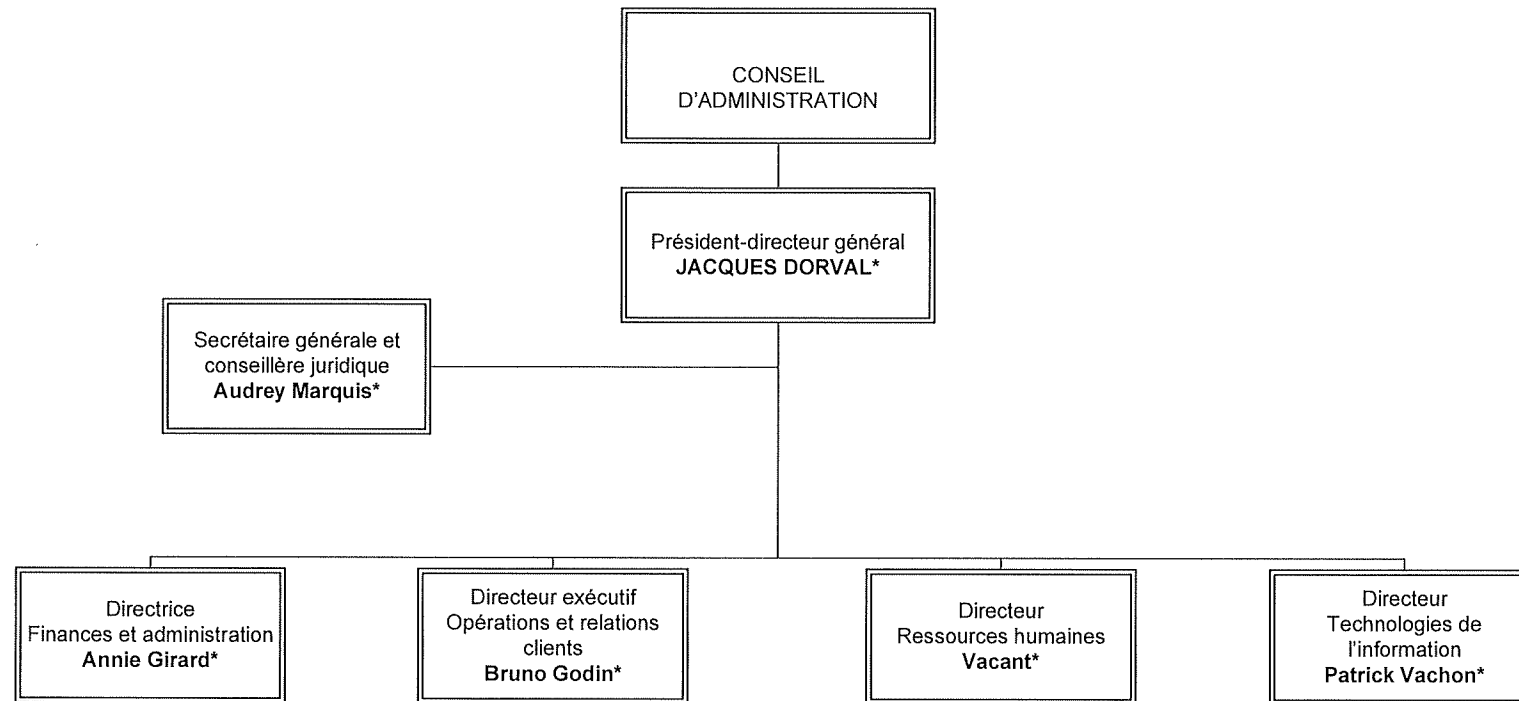 CONSEIL
D'ADMINISTRATION
Président-directeur général
JACQUES DORVAL*
Secrétaire générale et
conseillère juridique
Audrey Marquis*
Directrice
Finances et administration
Annie Girard*
Directeur exécutif
Opérations et relations
clients
Bruno Godin*
Directeur
Ressources humaines
Vacant*
Directeur
Technologies de
l'information
Patrick Vachon*